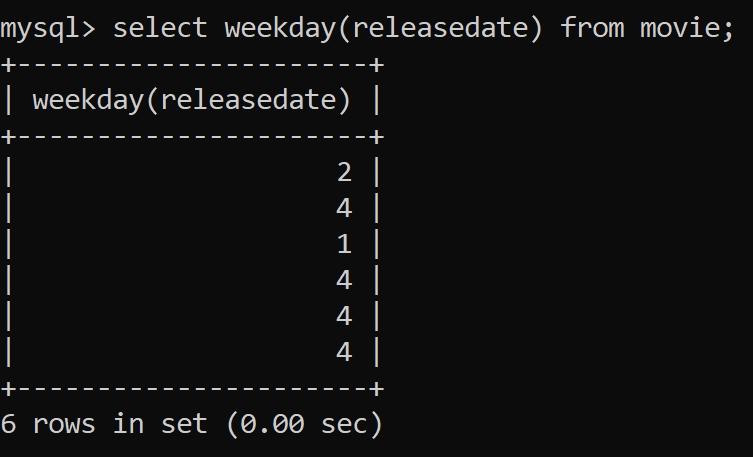 mysql> select weekday(releasedate) from movie;
+----------------------+
| weekday(releasedate) |
+----------------------+
|                    2 |
|                    4 |
|                    1 |
|                    4 |
|                    4 |
|                    4 |
+----------------------+
6 rows in set (0.00 sec)